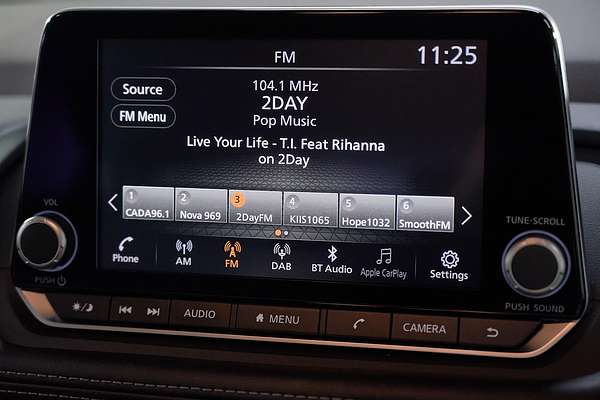 FM
11:25
Source
FM Menu
104.1 MHz
2DAY
Pop Music
Live Your Life - T.I. Feat Rihanna
on 2Day
1 CADA96.1
2 Nova 969
3 2DayFM
4 KIIS1065
5 Hope1032
6 SmoothFM
Phone
AM
FM
DAB
BT Audio
Apple CarPlay
Settings
VOL
PUSH
TUNE-SCROLL
PUSH SOUND
AUDIO
MENU
CAMERA